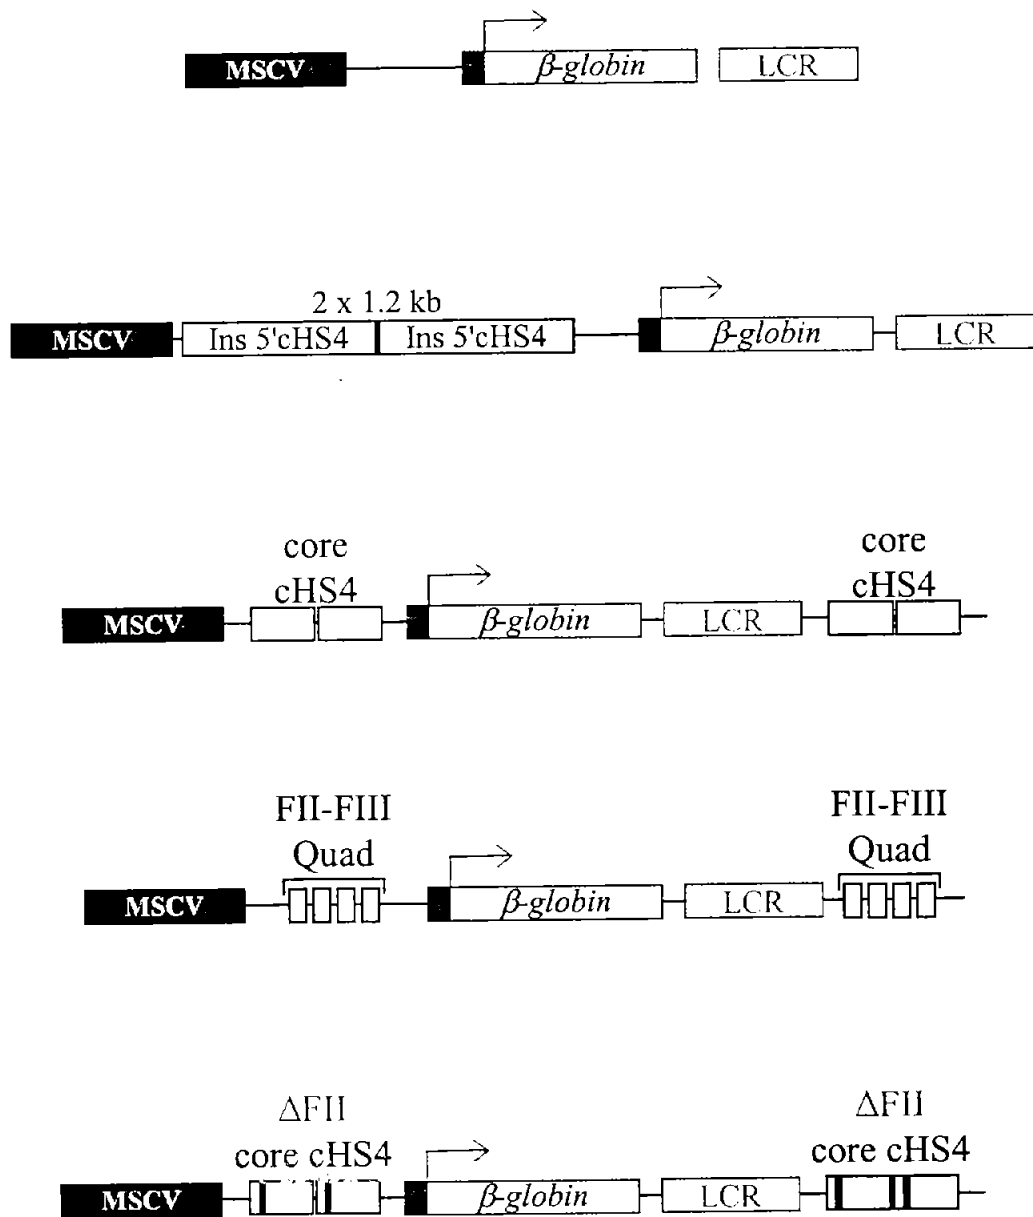 MSCV β-globin LCR
2 x 1.2 kb
MSCV Ins 5'cHS4 Ins 5'cHS4 β-globin LCR
core core
cHS4 cHS4
MSCV β-globin LCR
FII-FIII FII-FIII
Quad Quad
MSCV β-globin LCR
ΔFII ΔFII
core cHS4 core cHS4
MSCV β-globin LCR